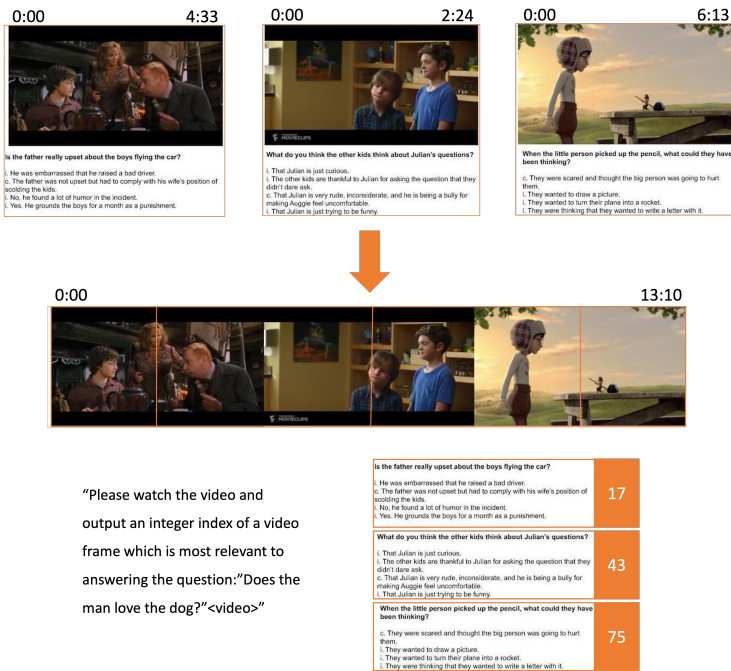 0:00 4:33
0:00 2:24
0:00 6:13
MOVIECLIPS
Is the father really upset about the boys flying the car?
i. He was embarrassed that he raised a bad driver.
c. The father was not upset but had to comply with his wife's position of
scolding the kids.
i. No, he found a lot of humor in the incident.
i. Yes. He grounds the boys for a month as a punishment.
What do you think the other kids think about Julian's questions?
i. That Julian is just curious.
i. The other kids are thankful to Julian for asking the question that they
didn't dare ask.
c. That Julian is very rude, inconsiderate, and he is being a bully for
making Auggie feel uncomfortable.
i. That Julian is just trying to be funny.
When the little person picked up the pencil, what could they have
been thinking?
c. They were scared and thought the big person was going to hurt
them.
i. They wanted to draw a picture.
i. They wanted to turn their plane into a rocket.
i. They were thinking that they wanted to write a letter with it.
0:00 13:10
MOVIECLIPS
"Please watch the video and
output an integer index of a video
frame which is most relevant to
answering the question:"Does the
man love the dog?"<video>"
Is the father really upset about the boys flying the car?
i. He was embarrassed that he raised a bad driver.
c. The father was not upset but had to comply with his wife's position of
scolding the kids.
i. No, he found a lot of humor in the incident.
i. Yes. He grounds the boys for a month as a punishment.
17
What do you think the other kids think about Julian's questions?
i. That Julian is just curious.
i. The other kids are thankful to Julian for asking the question that they
didn't dare ask.
c. That Julian is very rude, inconsiderate, and he is being a bully for
making Auggie feel uncomfortable.
i. That Julian is just trying to be funny.
43
When the little person picked up the pencil, what could they have
been thinking?
c. They were scared and thought the big person was going to hurt
them.
i. They wanted to draw a picture.
i. They wanted to turn their plane into a rocket.
i. They were thinking that they wanted to write a letter with it.
75